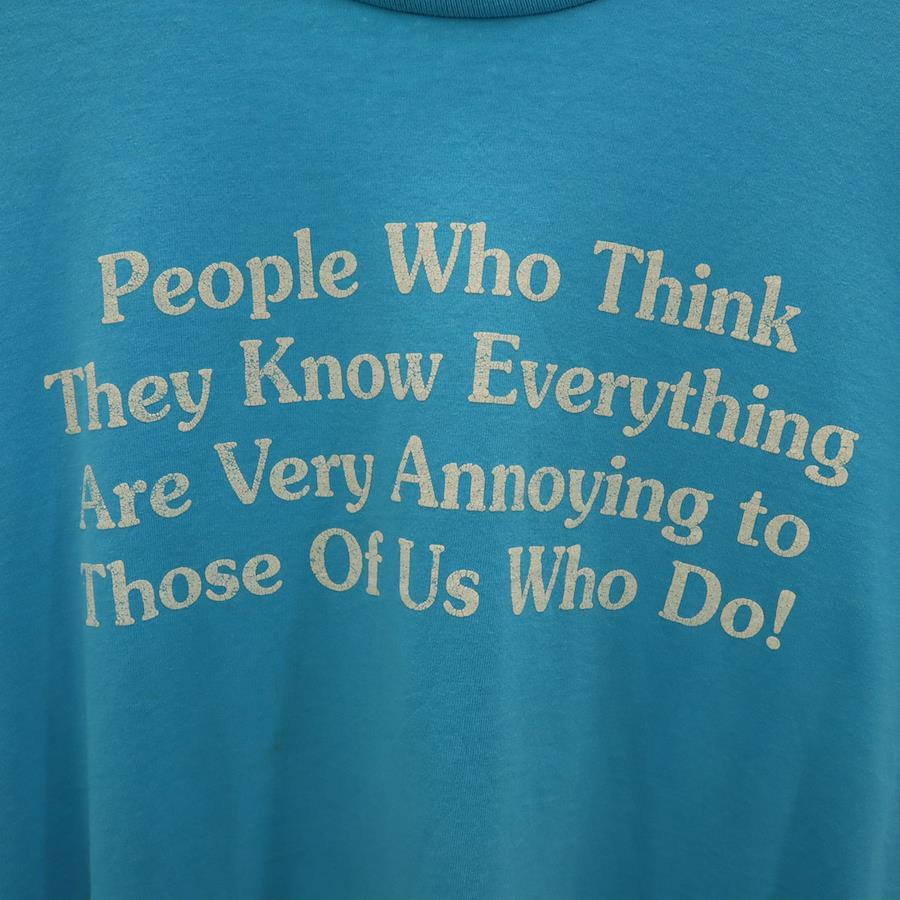 People Who Think
They Know Everything
Are Very Annoying to
Those Of Us Who Do!